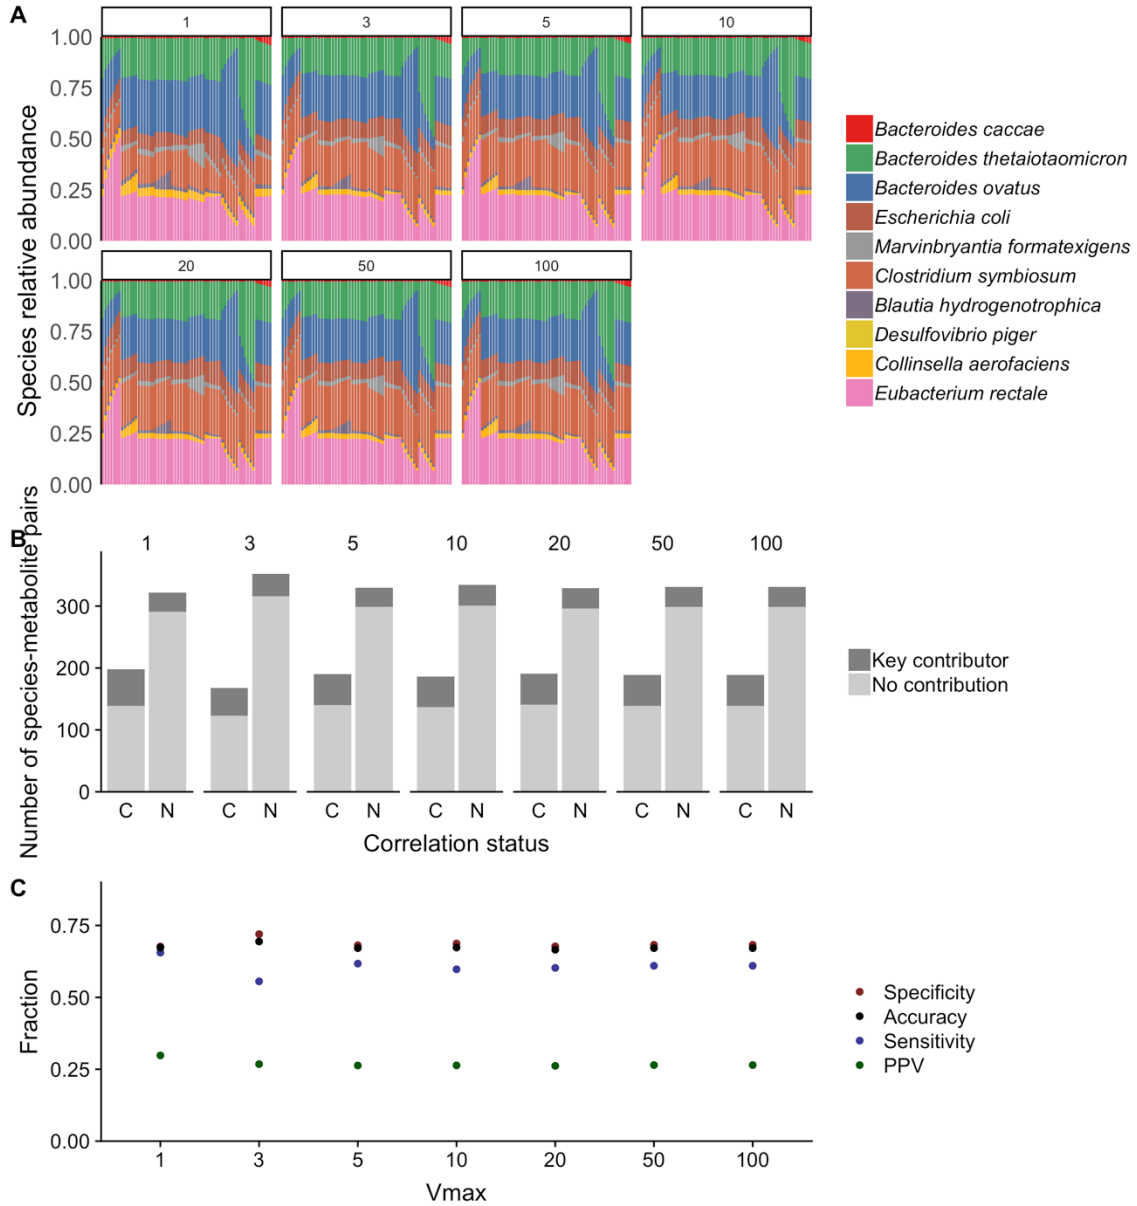 A
1 3 5 10
1.00
0.75
0.50
0.25
0.00
20 50 100
1.00
0.75
0.50
0.25
0.00
Species relative abundance
Bacteroides caccae
Bacteroides thetaiotaomicron
Bacteroides ovatus
Escherichia coli
Marvinbryantia formatexigens
Clostridium symbiosum
Blautia hydrogenotrophica
Desulfovibrio piger
Collinsella aerofaciens
Eubacterium rectale
B
1 3 5 10 20 50 100
Number of species-metabolite pairs
300
200
100
0
C N C N C N C N C N C N C N
Correlation status
Key contributor
No contribution
C
Fraction
0.75
0.50
0.25
0.00
1 3 5 10 20 50 100
Vmax
Specificity
Accuracy
Sensitivity
PPV